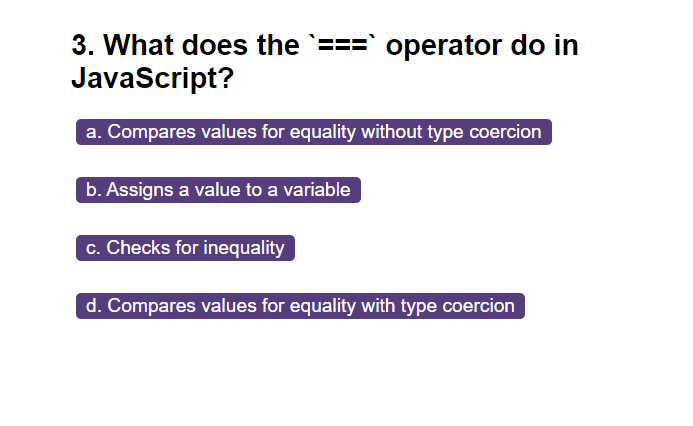 3. What does the `===` operator do in
JavaScript?
a. Compares values for equality without type coercion
b. Assigns a value to a variable
c. Checks for inequality
d. Compares values for equality with type coercion